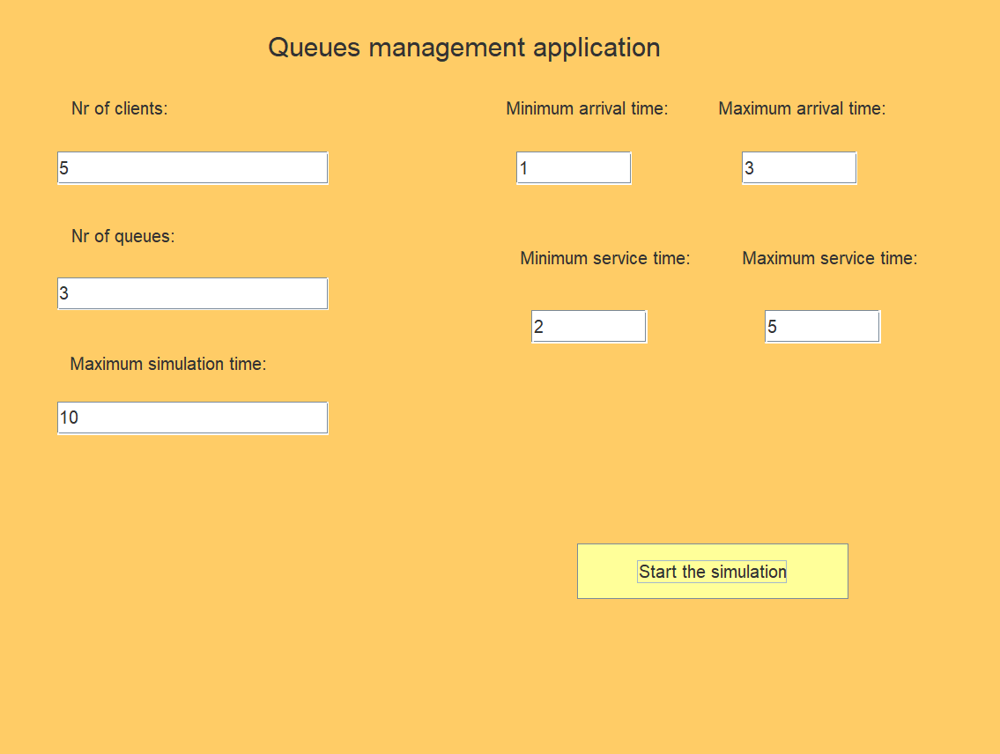 Queues management application
Nr of clients:
5
Nr of queues:
3
Maximum simulation time:
10
Minimum arrival time: Maximum arrival time:
1 3
Minimum service time: Maximum service time:
2 5
Start the simulation